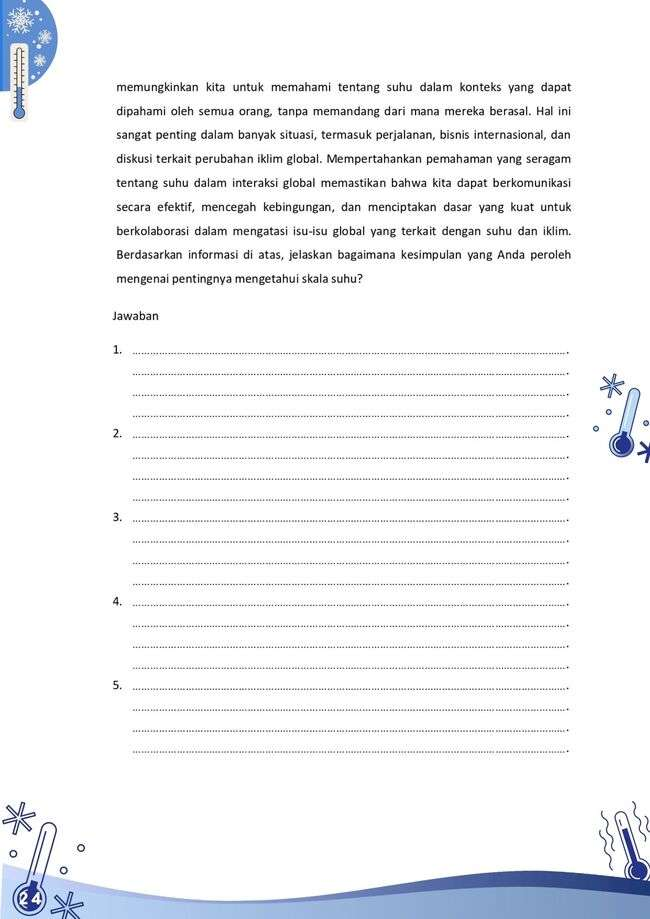 memungkinkan kita untuk memahami tentang suhu dalam konteks yang dapat
dipahami oleh semua orang, tanpa memandang dari mana mereka berasal. Hal ini
sangat penting dalam banyak situasi, termasuk perjalanan, bisnis internasional, dan
diskusi terkait perubahan iklim global. Mempertahankan pemahaman yang seragam
tentang suhu dalam interaksi global memastikan bahwa kita dapat berkomunikasi
secara efektif, mencegah kebingungan, dan menciptakan dasar yang kuat untuk
berkolaborasi dalam mengatasi isu-isu global yang terkait dengan suhu dan iklim.
Berdasarkan informasi di atas, jelaskan bagaimana kesimpulan yang Anda peroleh
mengenai pentingnya mengetahui skala suhu?
Jawaban
1.
2.
3.
4.
5.
24